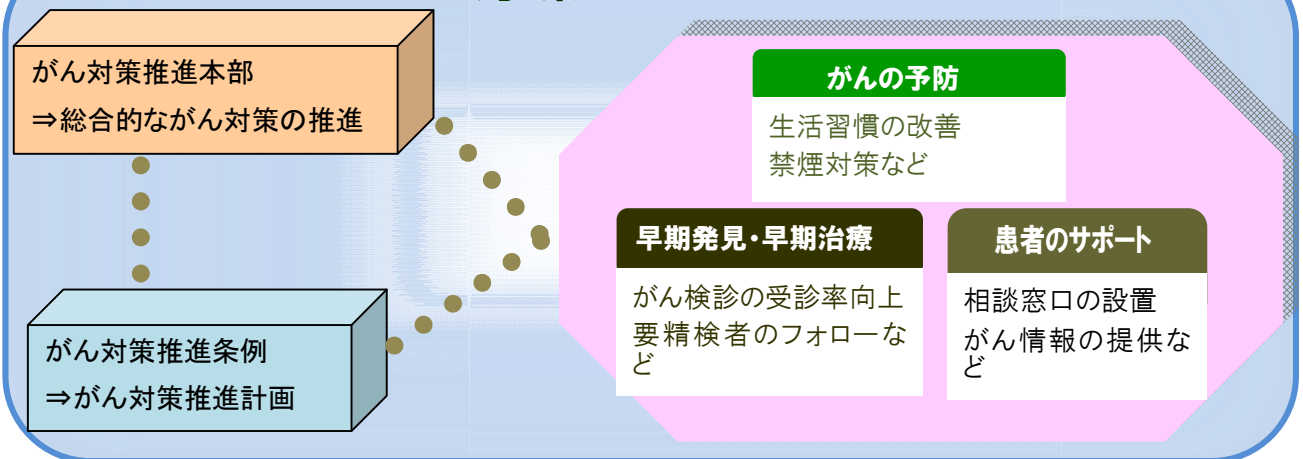 がん対策推進本部
⇒総合的ながん対策の推進
がん対策推進条例
⇒がん対策推進計画
がんの予防
生活習慣の改善
禁煙対策など
早期発見・早期治療
がん検診の受診率向上
要精検者のフォローな
ど
患者のサポート
相談窓口の設置
がん情報の提供な
ど